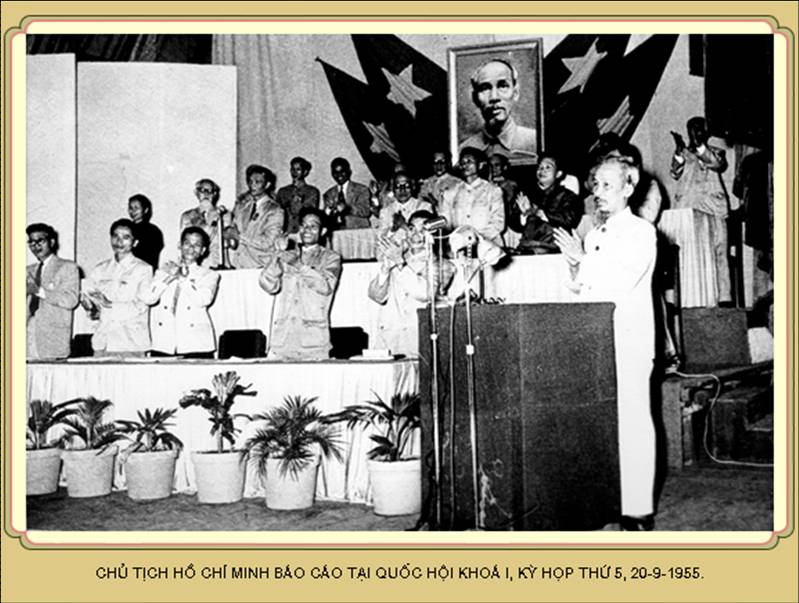 CHỦ TỊCH HỒ CHÍ MINH BÁO CÁO TẠI QUỐC HỘI KHOÁ I, KỲ HỌP THỨ 5, 20-9-1955.